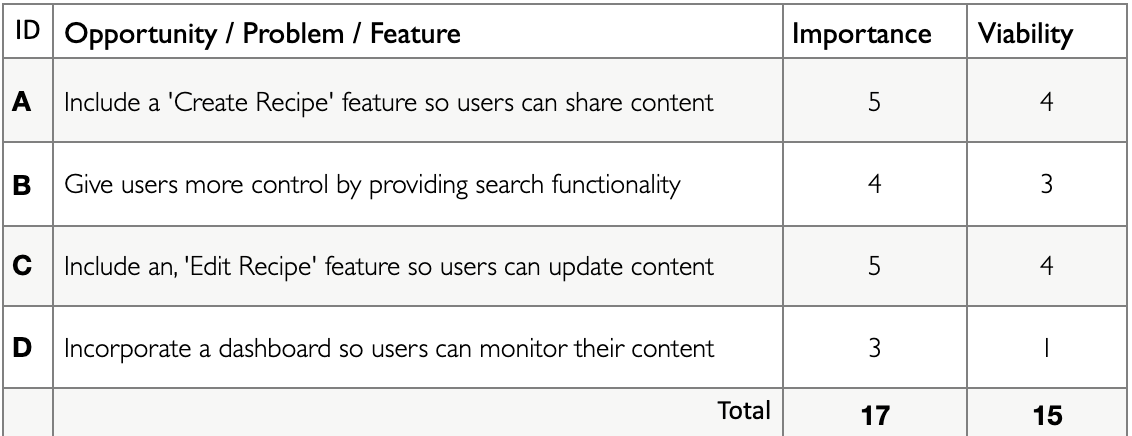 ID Opportunity / Problem / Feature Importance Viability
A Include a 'Create Recipe' feature so users can share content 5 4
B Give users more control by providing search functionality 4 3
C Include an, 'Edit Recipe' feature so users can update content 5 4
D Incorporate a dashboard so users can monitor their content 3 1
Total 17 15